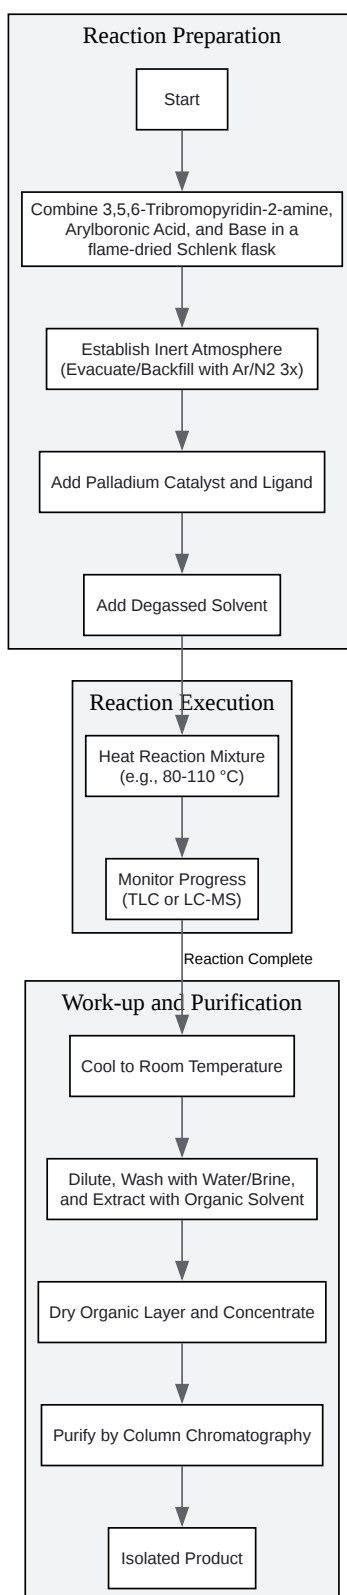 Reaction Preparation
Start
Combine 3,5,6-Tribromopyridin-2-amine,
Arylboronic Acid, and Base in a
flame-dried Schlenk flask
Establish Inert Atmosphere
(Evacuate/Backfill with Ar/N2 3x)
Add Palladium Catalyst and Ligand
Add Degassed Solvent
Reaction Execution
Heat Reaction Mixture
(e.g., 80-110 °C)
Monitor Progress
(TLC or LC-MS)
Reaction Complete
Work-up and Purification
Cool to Room Temperature
Dilute, Wash with Water/Brine,
and Extract with Organic Solvent
Dry Organic Layer and Concentrate
Purify by Column Chromatography
Isolated Product